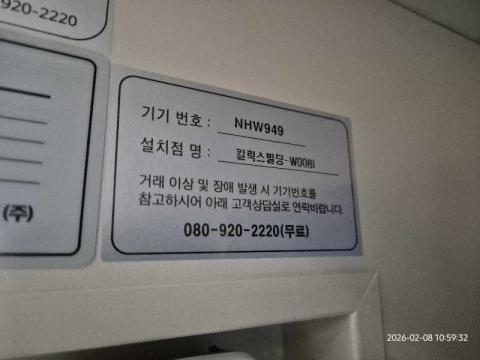 920-2220
기기 번호 : NHW949
설치점 명 : 칼릭스빌딩-WOORI
거래 이상 및 장애 발생 시 기기번호를
참고하시어 아래 고객상담실로 연락바랍니다.
080-920-2220(무료)
(주)
2026-02-08 10:59:32